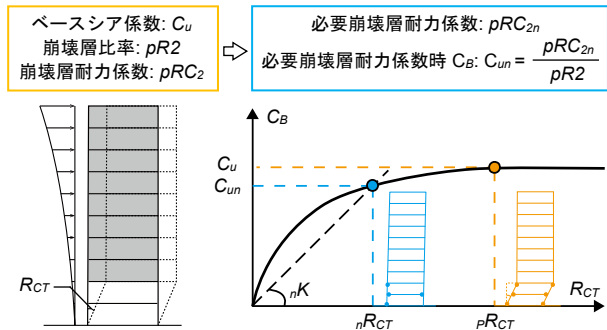 ベースシア係数: Cu
崩壊層比率: pR2
崩壊層耐力係数: pRC2
必要崩壊層耐力係数: pRC2n
必要崩壊層耐力係数時 CB: Cun = pRC2n / pR2
RCT
CB
Cu
Cun
nK
nRCT
PRCT
RCT